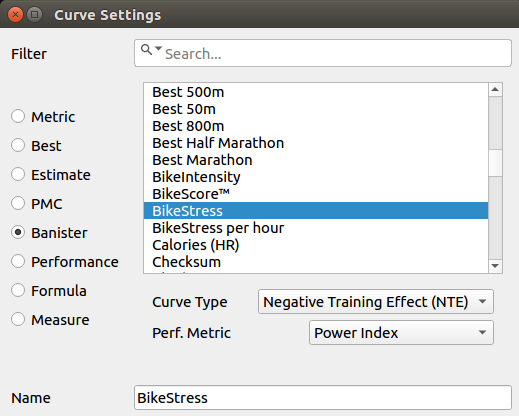 Curve Settings
Filter
Search...
Metric
Best
Estimate
PMC
Banister
Performance
Formula
Measure
Best 500m
Best 50m
Best 800m
Best Half Marathon
Best Marathon
BikeIntensity
BikeScore™
BikeStress
BikeStress per hour
Calories (HR)
Checksum
Curve Type
Negative Training Effect (NTE)
Perf. Metric
Power Index
Name
BikeStress